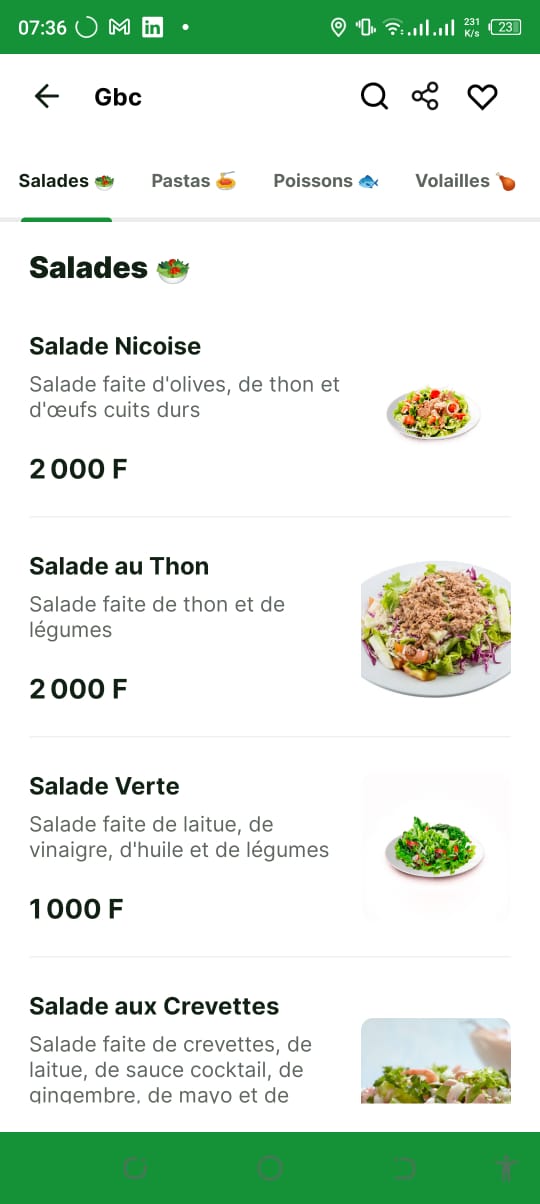 07:36
231
K/s
23
Gbc
Salades 🥗 Pastas 🍝 Poissons 🐟 Volailles 🍗
Salades 🥗
Salade Nicoise
Salade faite d'olives, de thon et
d'œufs cuits durs
2 000 F
Salade au Thon
Salade faite de thon et de
légumes
2 000 F
Salade Verte
Salade faite de laitue, de
vinaigre, d'huile et de légumes
1 000 F
Salade aux Crevettes
Salade faite de crevettes, de
laitue, de sauce cocktail, de
gingembre, de mayo et de